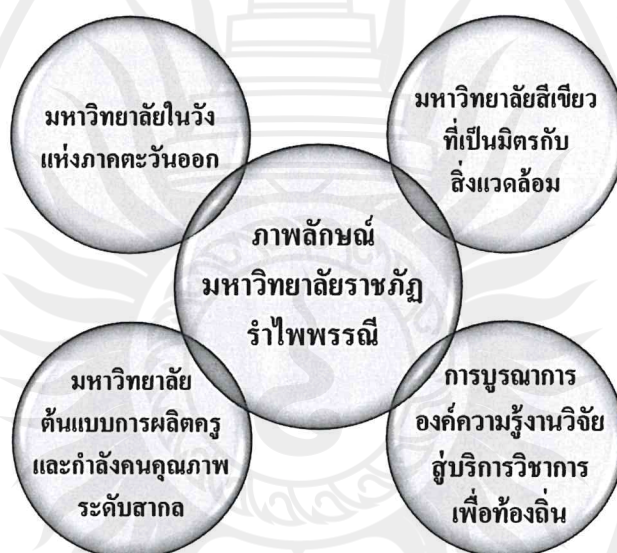 มหาวิทยาลัยในวัง
แห่งภาคตะวันออก
มหาวิทยาลัยสีเขียว
ที่เป็นมิตรกับ
สิ่งแวดล้อม
ภาพลักษณ์
มหาวิทยาลัยราชภัฏ
รำไพพรรณี
มหาวิทยาลัย
ต้นแบบการผลิตครู
และกำลังคนคุณภาพ
ระดับสากล
การบูรณาการ
องค์ความรู้งานวิจัย
สู่บริการวิชาการ
เพื่อท้องถิ่น